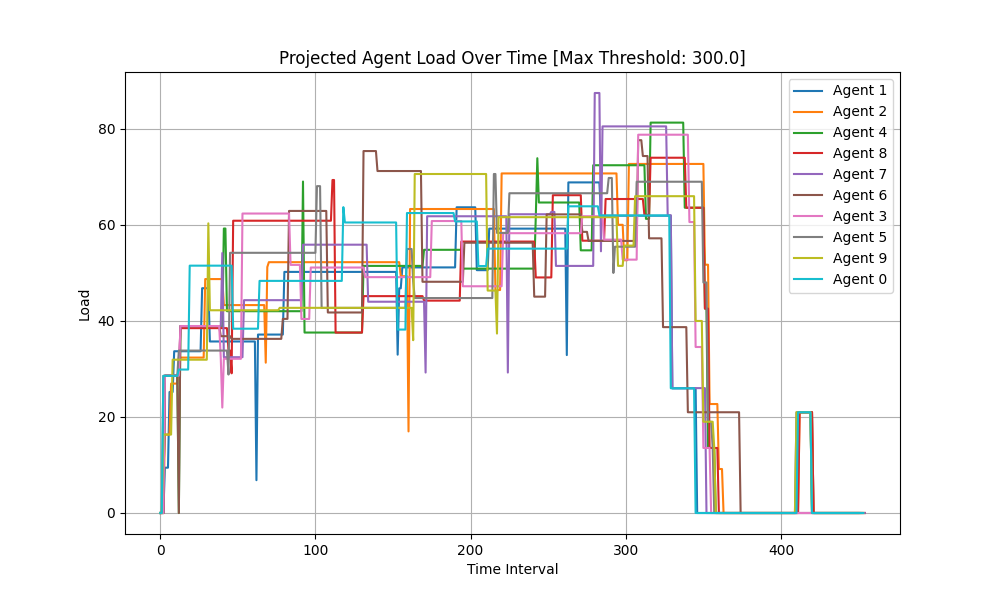 Projected Agent Load Over Time [Max Threshold: 300.0]
Load
80
60
40
20
0
0 100 200 300 400
Time Interval
Agent 1
Agent 2
Agent 4
Agent 8
Agent 7
Agent 6
Agent 3
Agent 5
Agent 9
Agent 0